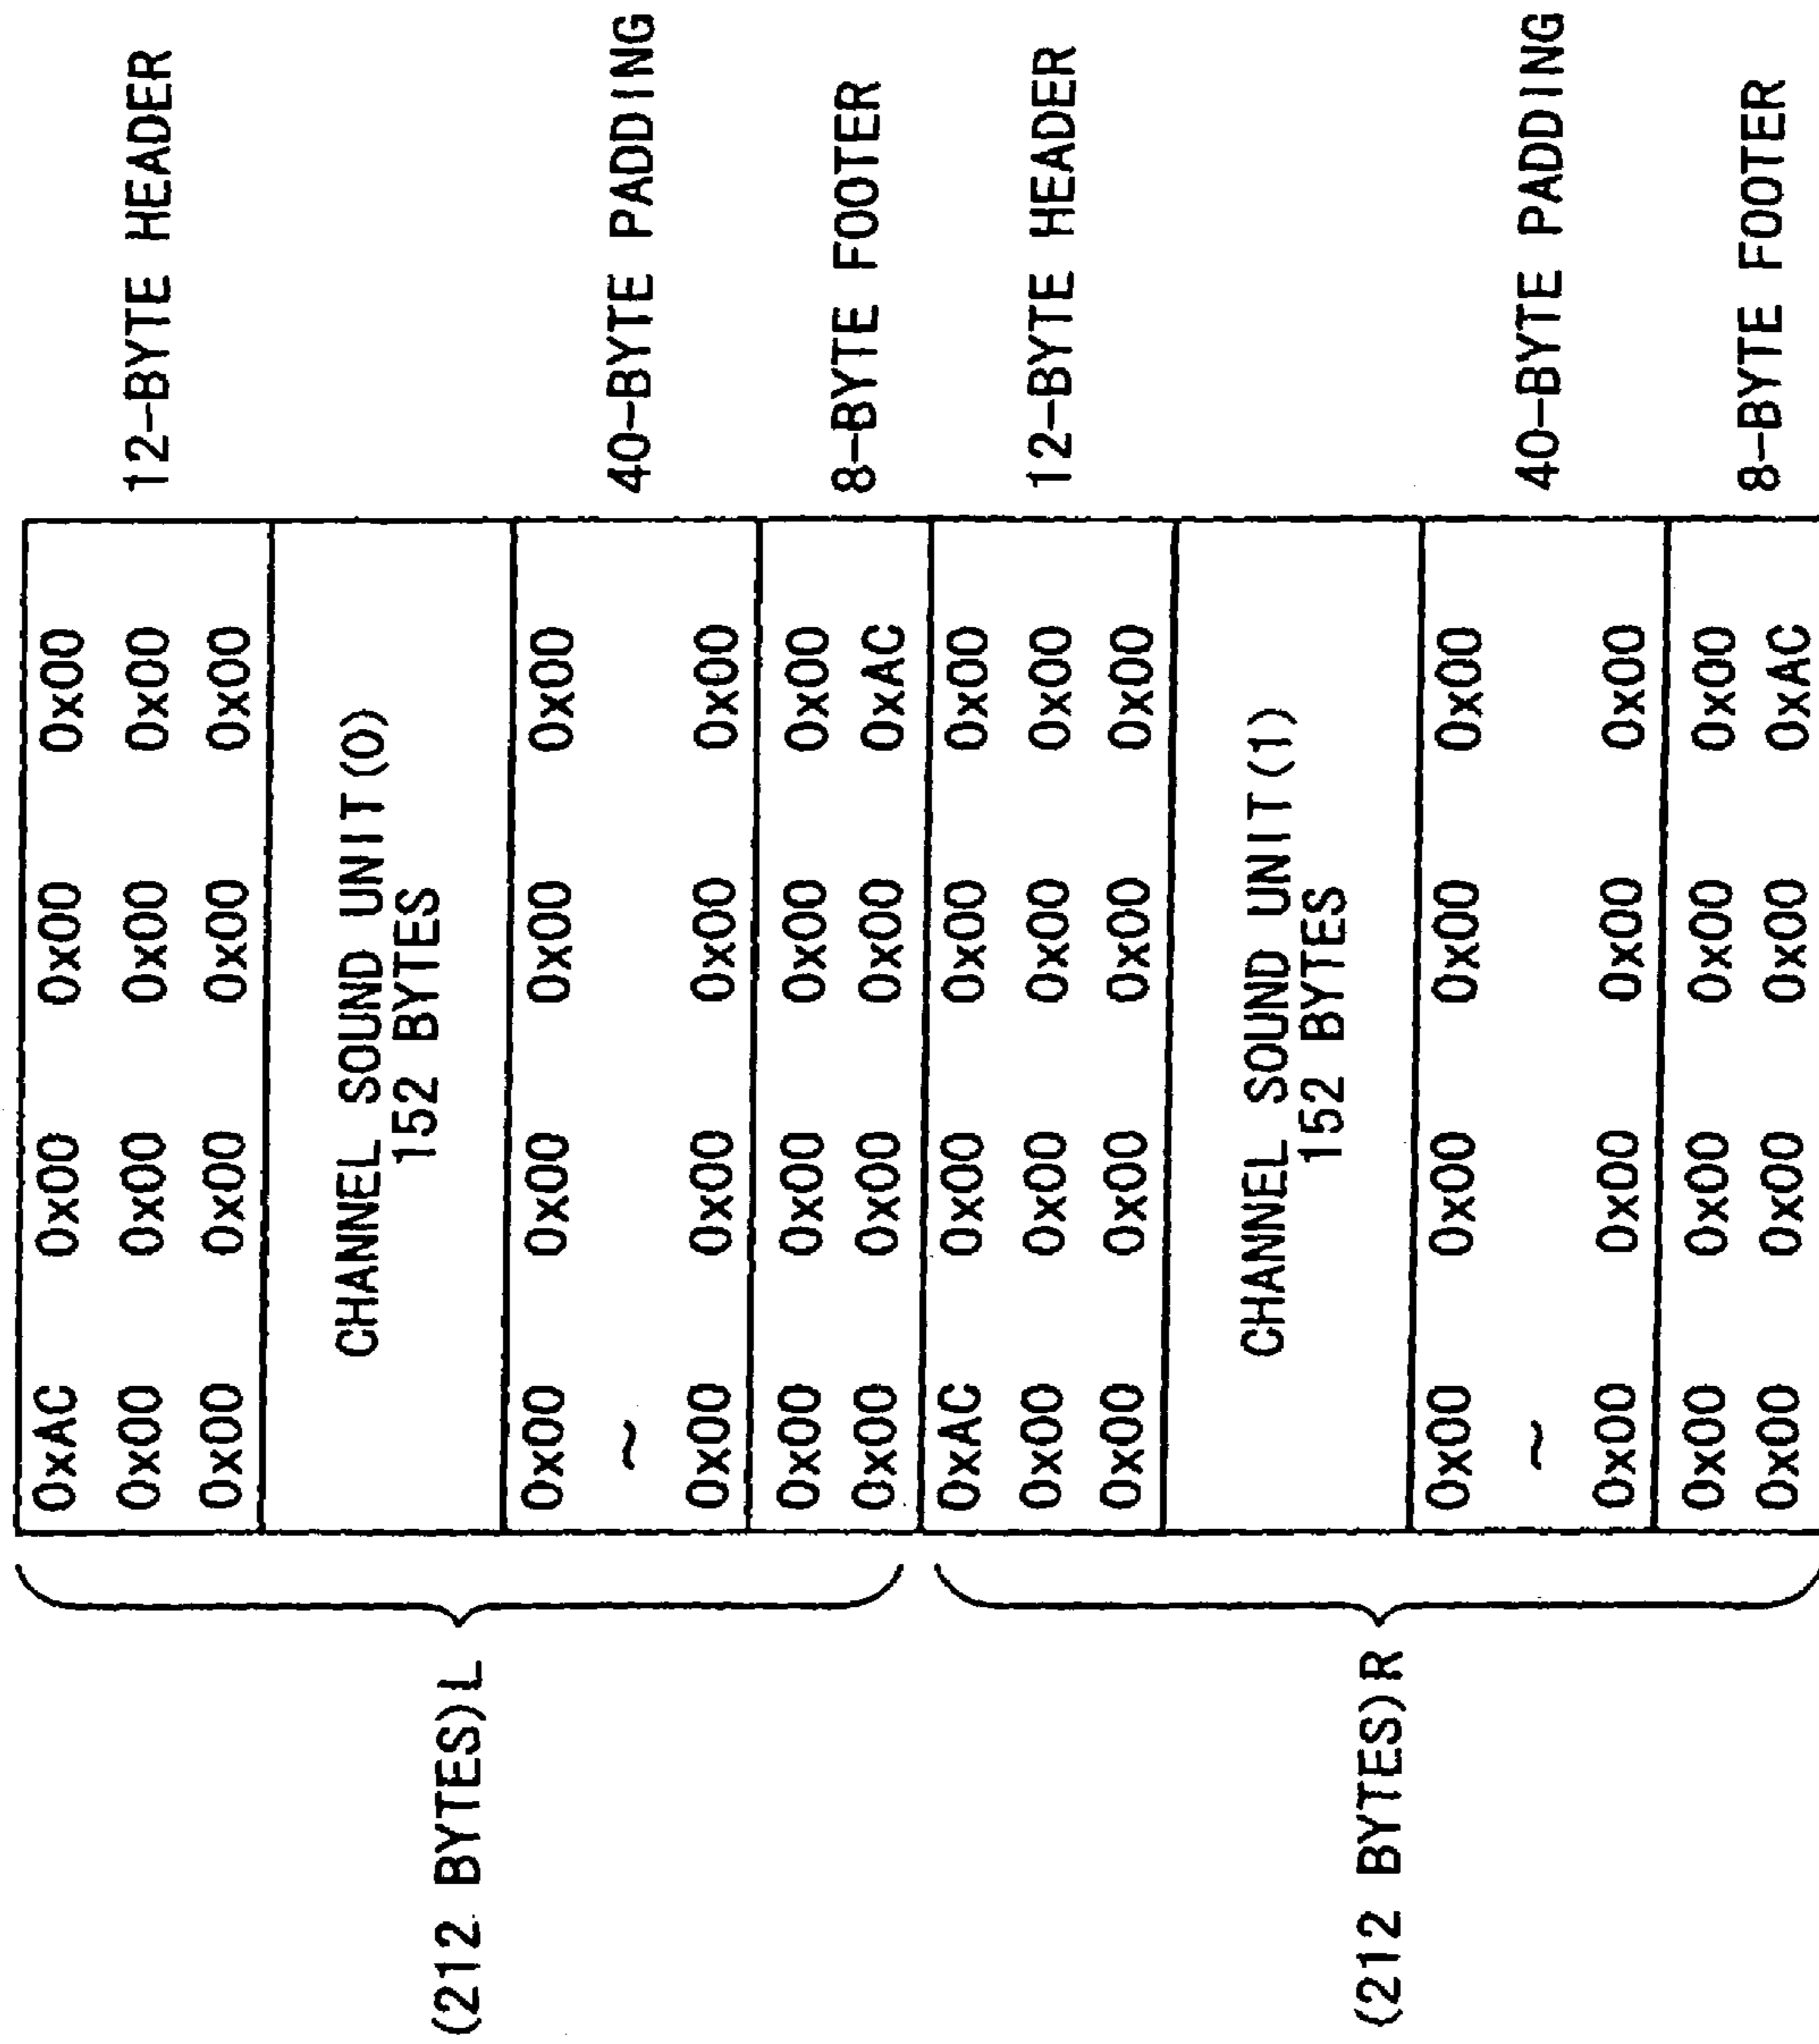 0xAC 0x00 0x00 0x00
0x00 0x00 0x00 0x00
0x00 0x00 0x00 0x00
12-BYTE HEADER
CHANNEL SOUND UNIT(0)
152 BYTES
(212 BYTES)L
0x00 0x00 0x00 0x00
~
0x00 0x00 0x00 0x00
40-BYTE PADDING
0x00 0x00 0x00 0x00
0x00 0x00 0x00 0xAC
8-BYTE FOOTER
0xAC 0x00 0x00 0x00
0x00 0x00 0x00 0x00
0x00 0x00 0x00 0x00
12-BYTE HEADER
CHANNEL SOUND UNIT(1)
152 BYTES
(212 BYTES)R
0x00 0x00 0x00 0x00
~
0x00 0x00 0x00 0x00
40-BYTE PADDING
0x00 0x00 0x00 0x00
0x00 0x00 0x00 0xAC
8-BYTE FOOTER